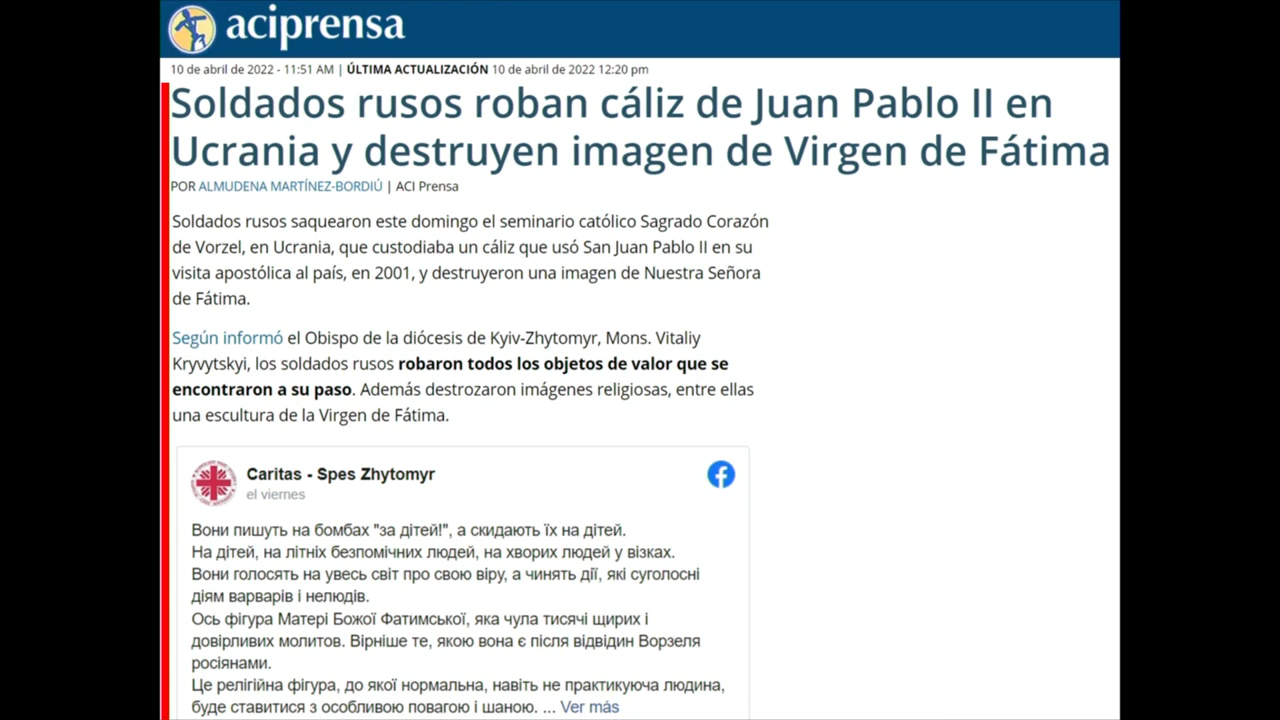 aciprensa
10 de abril de 2022 - 11:51 AM | ÚLTIMA ACTUALIZACIÓN 10 de abril de 2022 12:20 pm
Soldados rusos roban cáliz de Juan Pablo II en
Ucrania y destruyen imagen de Virgen de Fátima
POR ALMUDENA MARTÍNEZ-BORDIÚ | ACI Prensa
Soldados rusos saquearon este domingo el seminario católico Sagrado Corazón
de Vorzel, en Ucrania, que custodiaba un cáliz que usó San Juan Pablo II en su
visita apostólica al país, en 2001, y destruyeron una imagen de Nuestra Señora
de Fátima.
Según informó el Obispo de la diócesis de Kyiv-Zhytomyr, Mons. Vitaliy
Kryvytskyi, los soldados rusos robaron todos los objetos de valor que se
encontraron a su paso. Además destrozaron imágenes religiosas, entre ellas
una escultura de la Virgen de Fátima.
Caritas - Spes Zhytomyr
el viernes
Вони пишуть на бомбах "за дітей!", а скидають їх на дітей.
На дітей, на літніх безпомічних людей, на хворих людей у візках.
Вони голосять на увесь світ про свою віру, а чинять дії, які суголосні
діям варварів і нелюдів.
Ось фігура Матері Божої Фатимської, яка чула тисячі щирих і
довірливих молитов. Вірніше те, якою вона є після відвідин Ворзеля
росіянами.
Це релігійна фігура, до якої нормальна, навіть не практикуюча людина,
буде ставитися з особливою повагою і шаною. ... Ver más